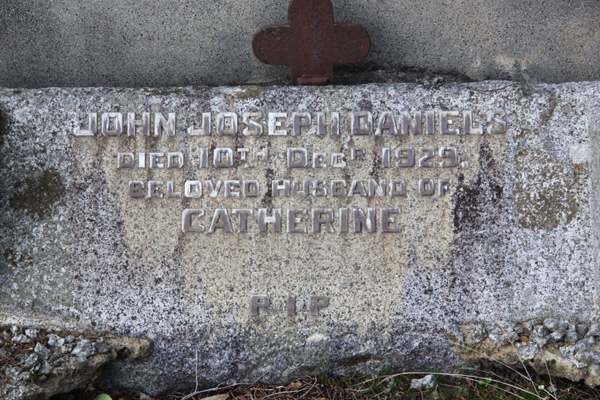 JOHN JOSEPH DANIELS
DIED 10TH DECR 1929.
BELOVED HUSBAND OF
CATHERINE
R I P